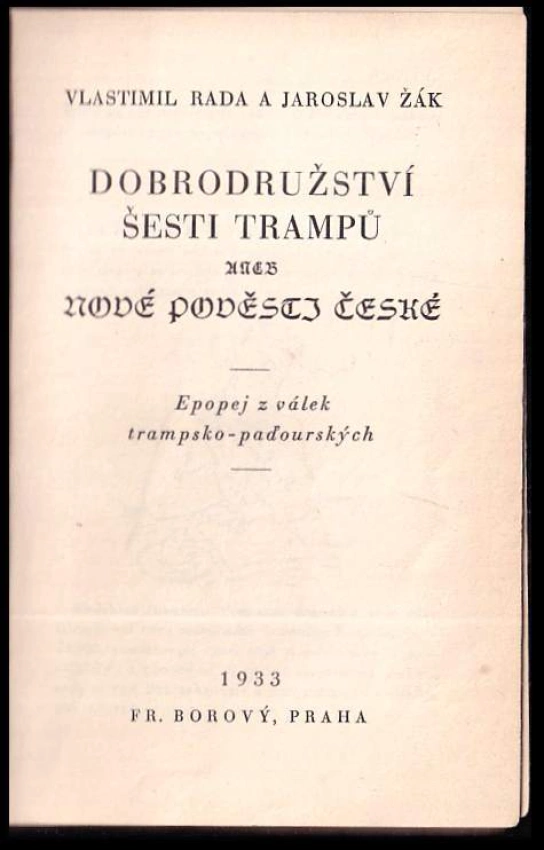 VLASTIMIL RADA A JAROSLAV ŽÁK
DOBRODRUŽSTVÍ
ŠESTI TRAMPŮ
ANEB
NOVÉ POVĚSTI ČESKÉ
Epopej z válek
trampsko-paďourských
1933
FR. BOROVÝ, PRAHA